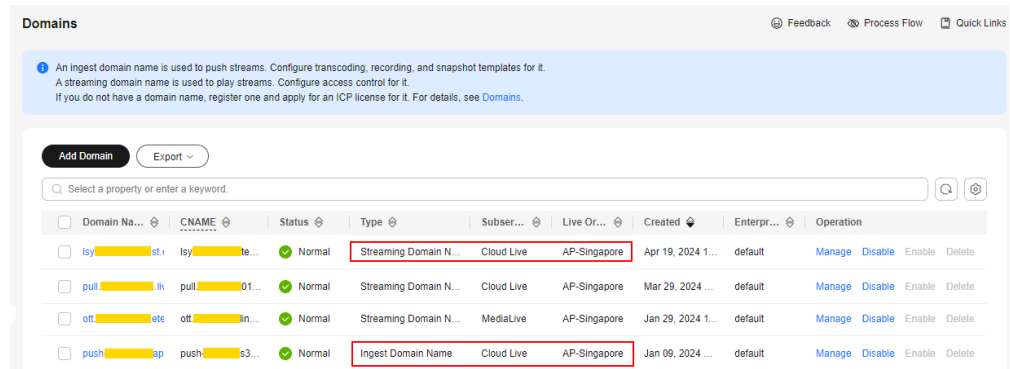 Domains
Feedback Process Flow Quick Links
An ingest domain name is used to push streams. Configure transcoding, recording, and snapshot templates for it.
A streaming domain name is used to play streams. Configure access control for it.
If you do not have a domain name, register one and apply for an ICP license for it. For details, see Domains.
Add Domain Export
Select a property or enter a keyword.
Domain Na... CNAME Status Type Subser... Live Or... Created Enterpr... Operation
lsy st. lsy te... Normal Streaming Domain N... Cloud Live AP-Singapore Apr 19, 2024 1... default Manage Disable Enable Delete
pull. .liv pull. 01... Normal Streaming Domain N... Cloud Live AP-Singapore Mar 29, 2024 ... default Manage Disable Enable Delete
ott. ete ott. lin... Normal Streaming Domain N... MediaLive AP-Singapore Jan 29, 2024 1... default Manage Disable Enable Delete
push ap push- s3... Normal Ingest Domain Name Cloud Live AP-Singapore Jan 09, 2024 ... default Manage Disable Enable Delete